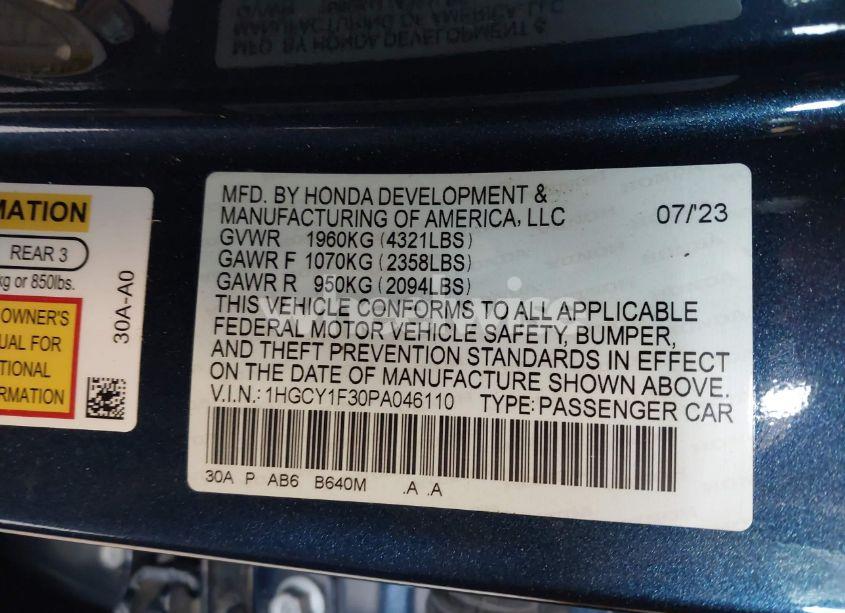 MATION
REAR 3
kg or 850lbs.
OWNER'S
UAL FOR
TIONAL
RMATION
30A-A0
MFD. BY HONDA DEVELOPMENT &
MANUFACTURING OF AMERICA, LLC 07/'23
GVWR 1960KG (4321LBS)
GAWR F 1070KG (2358LBS)
GAWR R 950KG (2094LBS)
THIS VEHICLE CONFORMS TO ALL APPLICABLE
FEDERAL MOTOR VEHICLE SAFETY, BUMPER,
AND THEFT PREVENTION STANDARDS IN EFFECT
ON THE DATE OF MANUFACTURE SHOWN ABOVE.
V.I.N.: 1HGCY1F30PA046110 TYPE: PASSENGER CAR
30A P AB6 B640M .A .A